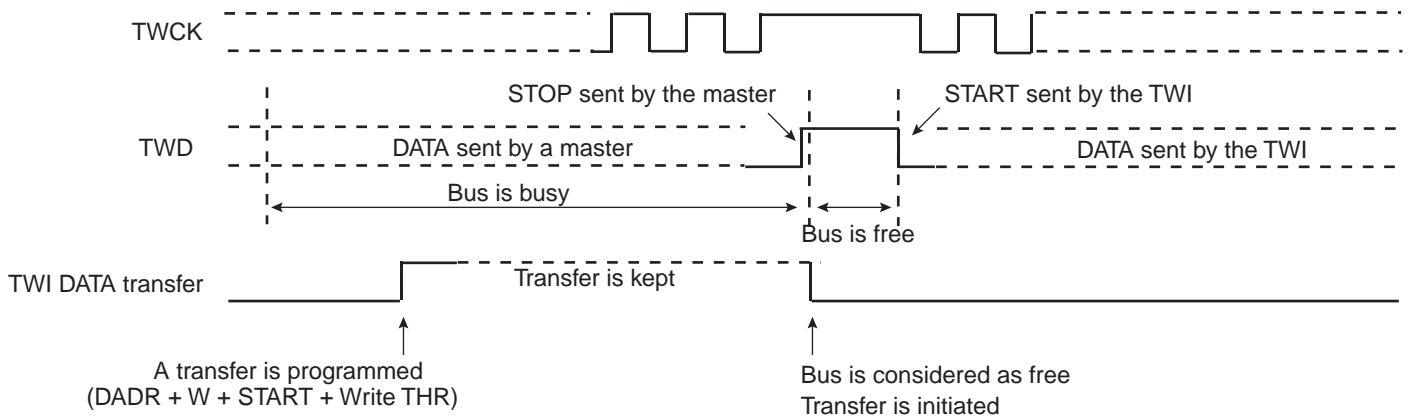 TWCK
STOP sent by the master
START sent by the TWI
TWD
DATA sent by a master
DATA sent by the TWI
Bus is busy
Bus is free
TWI DATA transfer
Transfer is kept
A transfer is programmed
(DADR + W + START + Write THR)
Bus is considered as free
Transfer is initiated